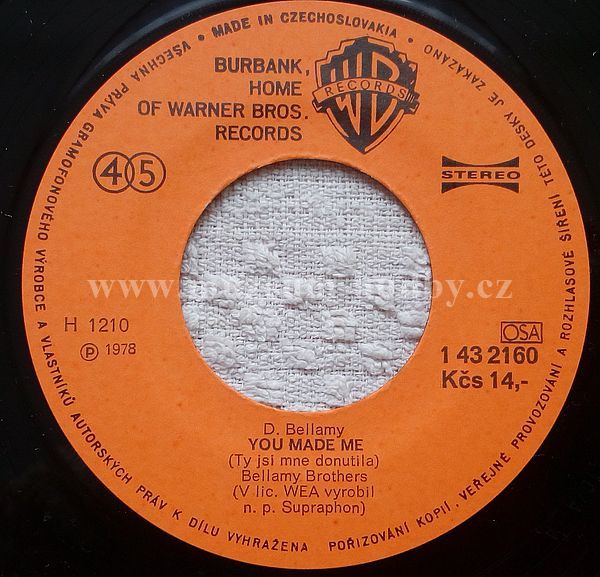 MADE IN CZECHOSLOVAKIA • VŠECHNA PRÁVA GRAMOFONOVÉHO VÝROBCE A VLASTNÍKŮ AUTORSKÝCH PRÁV K DÍLU VYHRAŽENA POŘIZOVÁNÍ KOPIÍ, VEŘEJNÉ PROVOZOVÁNÍ A ROZHLASOVÉ ŠÍŘENÍ TÉTO DESKY JE ZAKÁZÁNO
BURBANK,
HOME
OF WARNER BROS.
RECORDS
WB
RECORDS
45
STEREO
H 1210
Ⓟ 1978
OSA
1 43 2160
Kčs 14,-
D. Bellamy
YOU MADE ME
(Ty jsi mne donutila)
Bellamy Brothers
(V lic. WEA vyrobil
n. p. Supraphon)